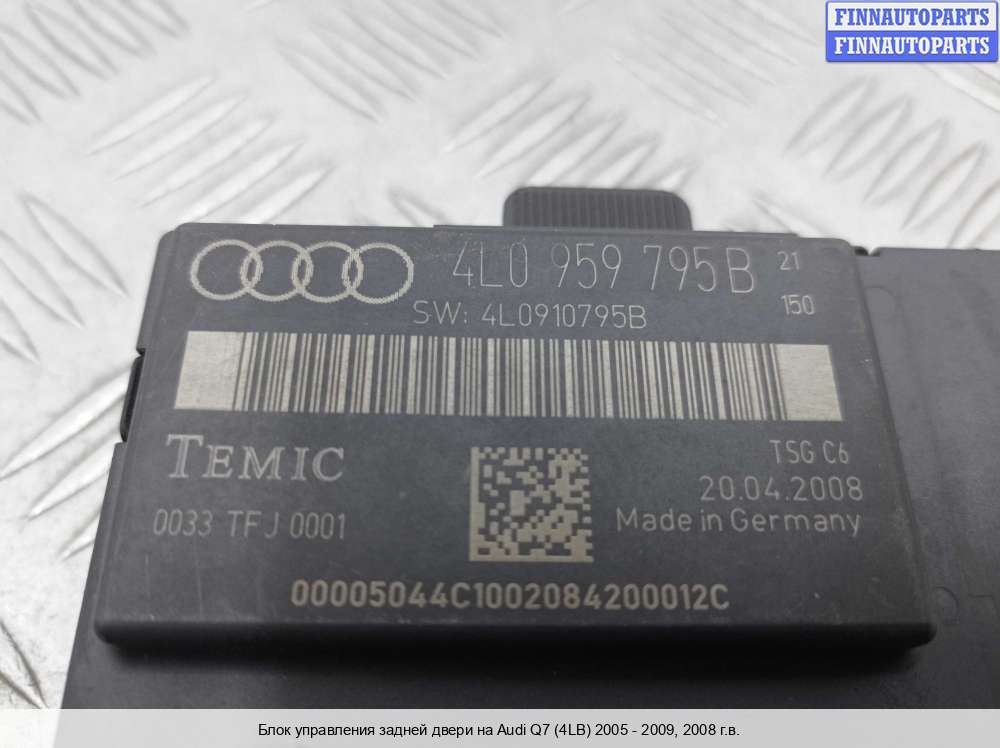 FINNAUTOPARTS
FINNAUTOPARTS
4L0 959 795 B 21
150
SW: 4L0910795B
TEMIC
TSG C6
20.04.2008
0033 TFJ 0001
Made in Germany
00005044C1002084200012C
Блок управления задней двери на Audi Q7 (4LB) 2005 - 2009, 2008 г.в.